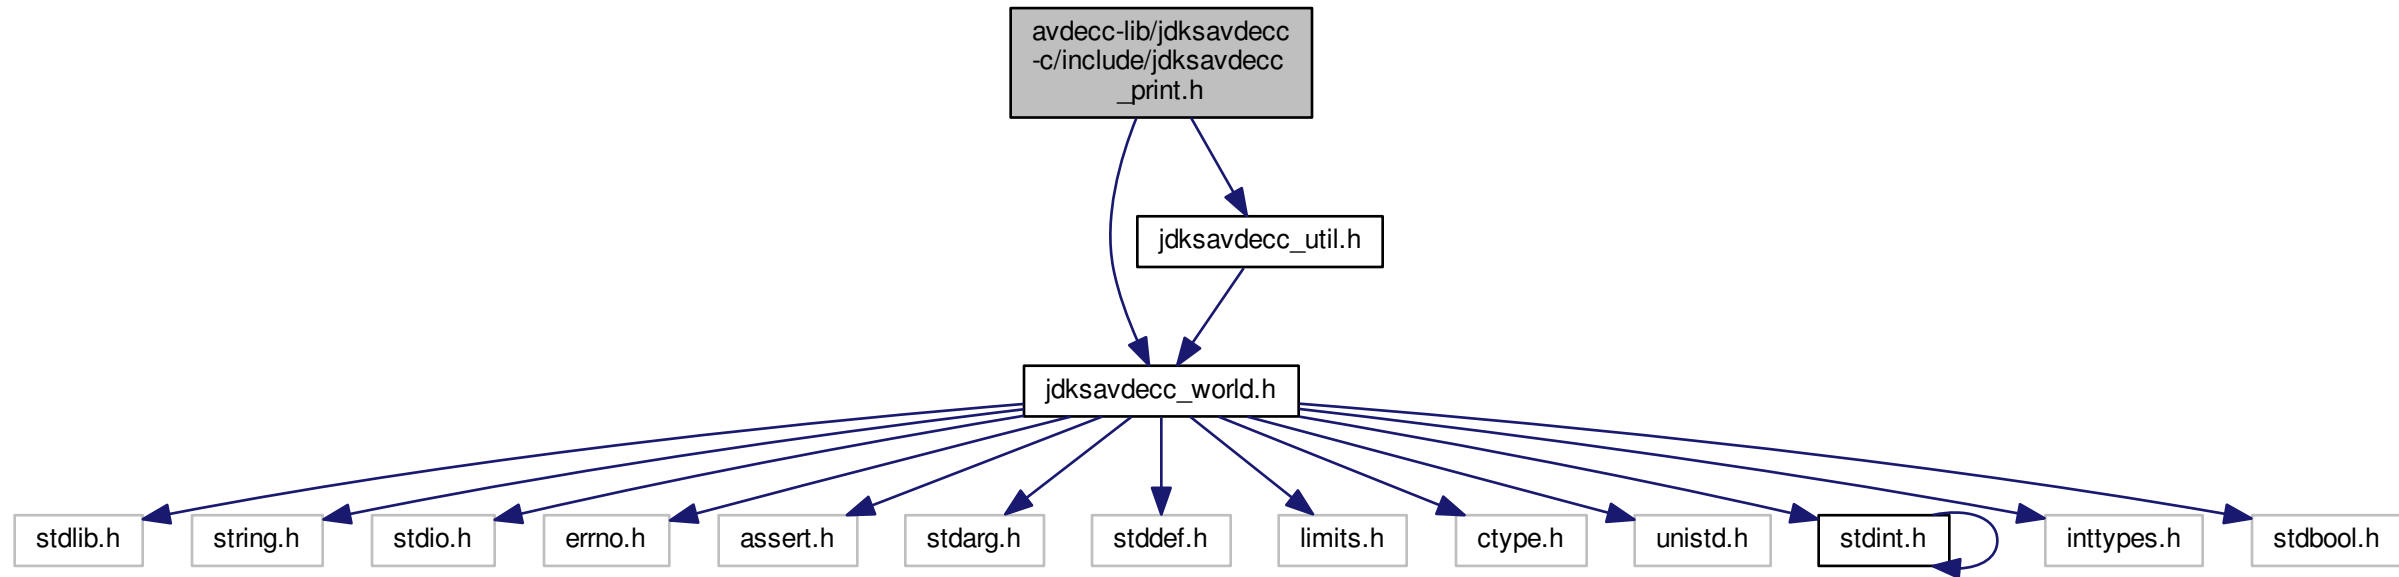 avdecc-lib/jdksavdecc
-c/include/jdksavdecc
_print.h
jdksavdecc_util.h
jdksavdecc_world.h
stdlib.h
string.h
stdio.h
errno.h
assert.h
stdarg.h
stddef.h
limits.h
ctype.h
unistd.h
stdint.h
inttypes.h
stdbool.h